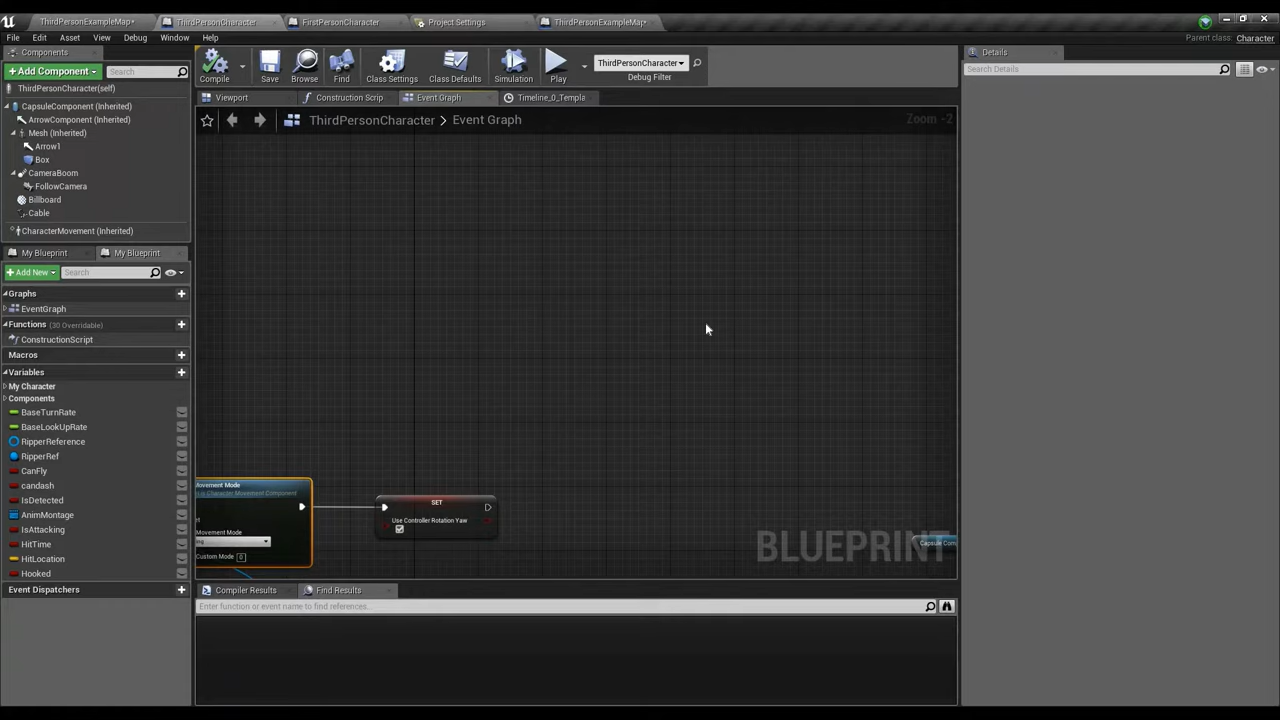 ThirdPersonExampleMap*
ThirdPersonCharacter
FirstPersonCharacter
Project Settings
ThirdPersonExampleMap*
File Edit Asset View Debug Window Help
Parent class: Character
Components
+Add Component
Search
ThirdPersonCharacter(self)
CapsuleComponent (Inherited)
ArrowComponent (Inherited)
Mesh (Inherited)
Arrow1
Box
CameraBoom
FollowCamera
Billboard
Cable
CharacterMovement (Inherited)
My Blueprint
My Blueprint
+Add New
Search
Graphs
EventGraph
Functions (30 Overridable)
ConstructionScript
Macros
Variables
My Character
Components
BaseTurnRate
BaseLookUpRate
RipperReference
RipperRef
CanFly
candash
IsDetected
AnimMontage
IsAttacking
HitTime
HitLocation
Hooked
Event Dispatchers
Compile
Save
Browse
Find
Class Settings
Class Defaults
Simulation
Play
ThirdPersonCharacter
Debug Filter
Viewport
Construction Scrip
Event Graph
Timeline_0_Templa
ThirdPersonCharacter > Event Graph
Zoom -2
Movement Mode
Character Movement Component
Movement Mode
Custom Mode 0
SET
Use Controller Rotation Yaw
Capsule Com
BLUEPRINT
Compiler Results
Find Results
Enter function or event name to find references...
Details
Search Details